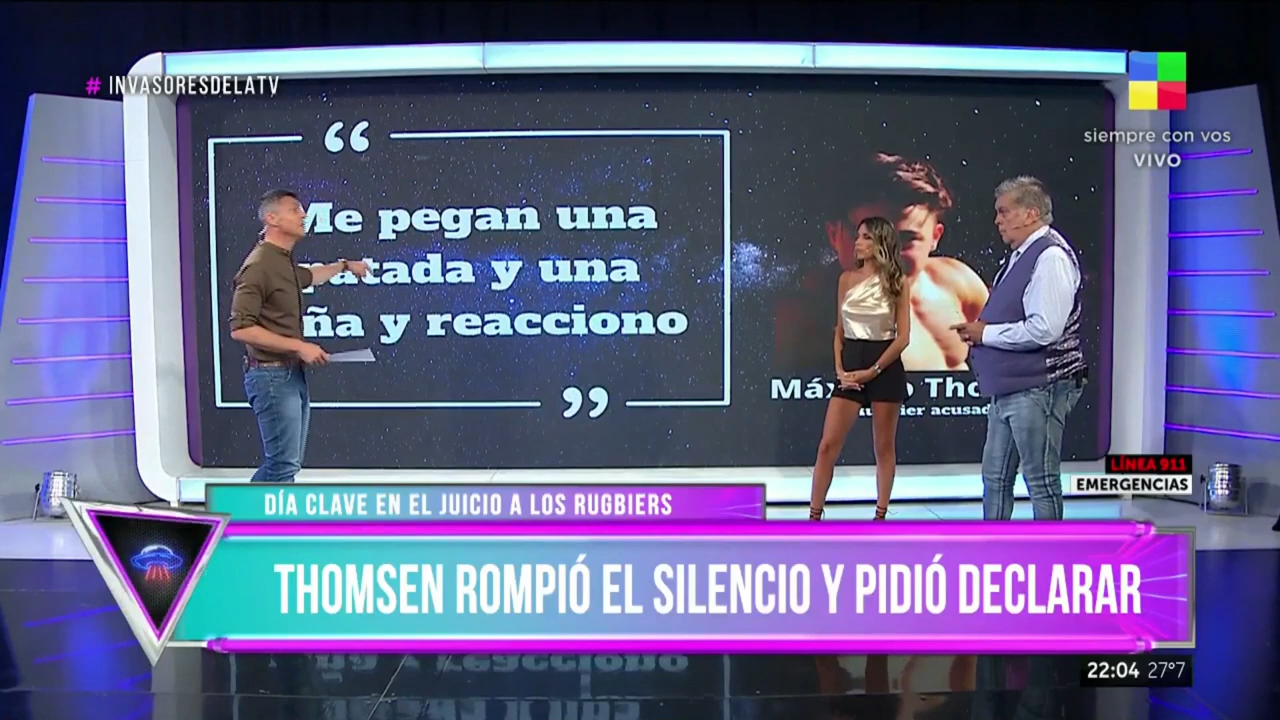 # INVASORESDELATV
siempre con vos
VIVO
“
Me pegan una
patada y una
ña y reacciono
”
LÍNEA 911
EMERGENCIAS
DÍA CLAVE EN EL JUICIO A LOS RUGBIERS
THOMSEN ROMPIÓ EL SILENCIO Y PIDIÓ DECLARAR
22:04 27°7